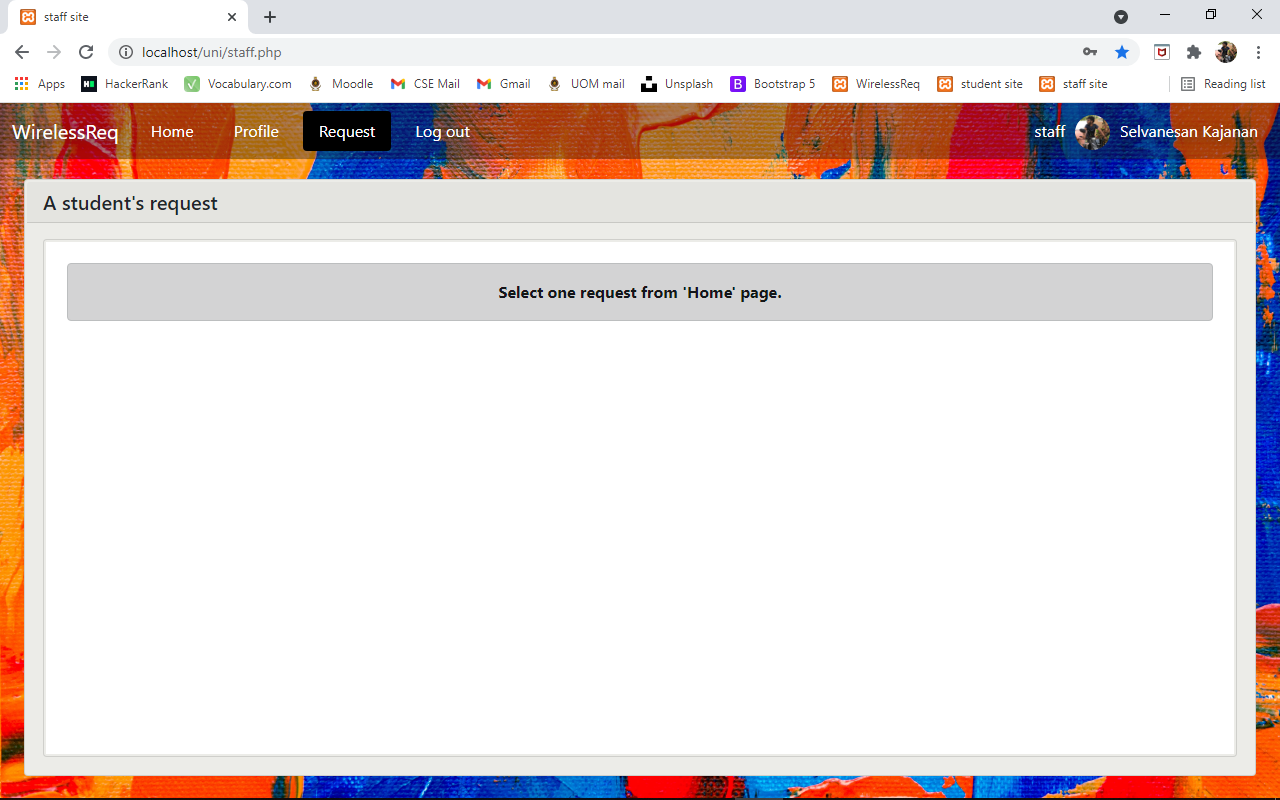 staff site
localhost/uni/staff.php
Apps HackerRank Vocabulary.com Moodle CSE Mail Gmail UOM mail Unsplash Bootstrap 5 WirelessReq student site staff site Reading list
WirelessReq Home Profile Request Log out staff Selvanesan Kajanan
A student's request
Select one request from 'Home' page.